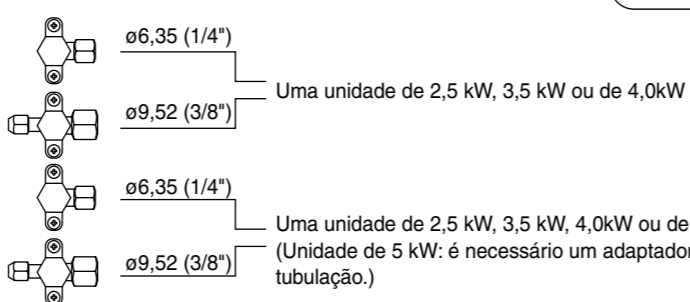 ø6,35 (1/4")
Uma unidade de 2,5 kW, 3,5 kW ou de 4,0kW
ø9,52 (3/8")
ø6,35 (1/4")
Uma unidade de 2,5 kW, 3,5 kW, 4,0kW ou de
(Unidade de 5 kW: é necessário um adaptador
ø9,52 (3/8")
tubulação.)